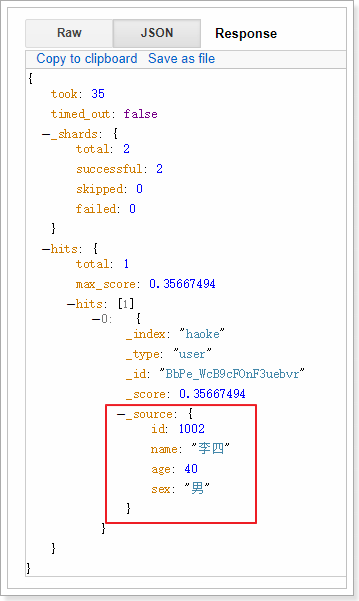 Raw JSON Response
Copy to clipboard Save as file
{
took: 35
timed_out: false
−_shards: {
total: 2
successful: 2
skipped: 0
failed: 0
}
−hits: {
total: 1
max_score: 0.35667494
−hits: [1]
−0: {
_index: "haoke"
_type: "user"
_id: "BbPe_WcB9cFOnF3uebvr"
_score: 0.35667494
−_source: {
id: 1002
name: "李四"
age: 40
sex: "男"
}
}
}
}